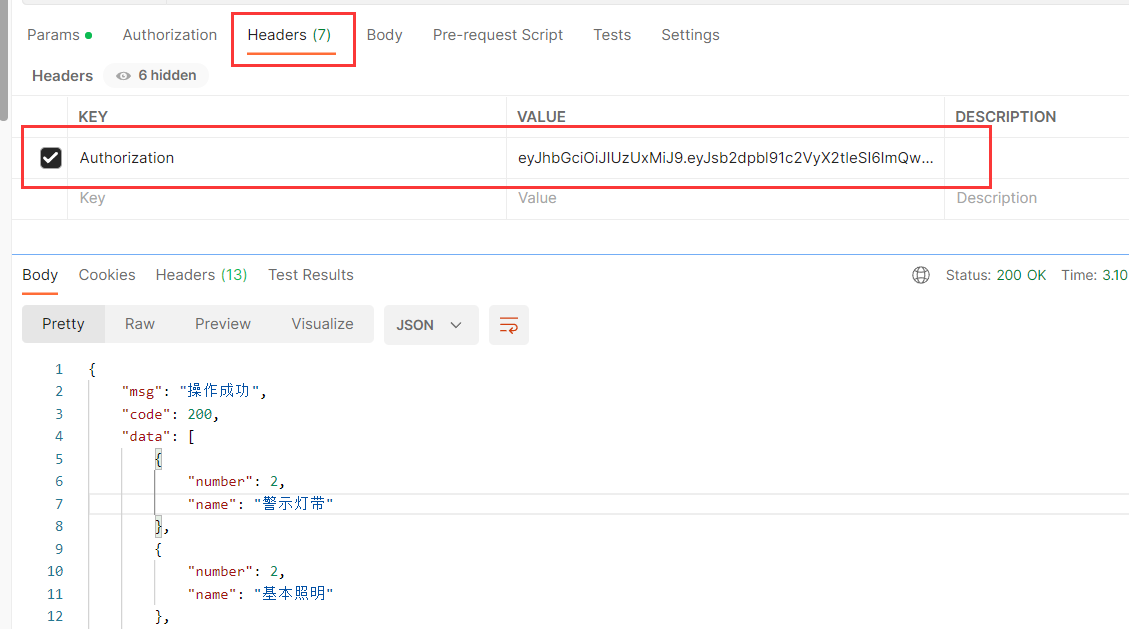 Params Authorization Headers (7) Body Pre-request Script Tests Settings
Headers 6 hidden
KEY VALUE DESCRIPTION
Authorization eyJhbGciOiJIUzUxMiJ9.eyJsb2dpbl91c2VyX2tleSI6ImQw...
Key Value Description
Body Cookies Headers (13) Test Results Status: 200 OK Time: 3.10
Pretty Raw Preview Visualize JSON
1 {
2 "msg": "操作成功",
3 "code": 200,
4 "data": [
5 {
6 "number": 2,
7 "name": "警示灯带"
8 },
9 {
10 "number": 2,
11 "name": "基本照明"
12 },